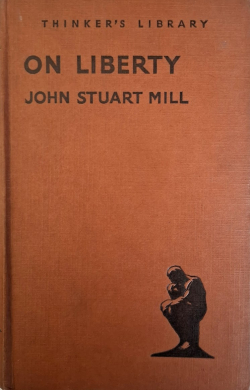 THINKER'S LIBRARY
ON LIBERTY
JOHN STUART MILL